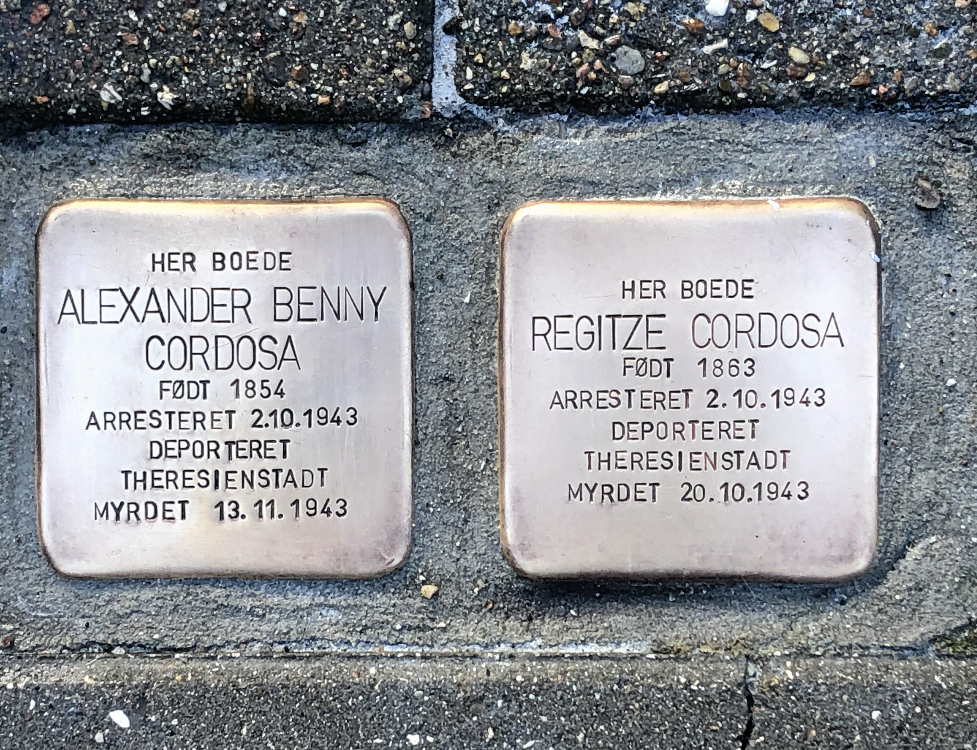 HER BOEDE
ALEXANDER BENNY
CORDOSA
FØDT 1854
ARRESTERET 2.10.1943
DEPORTERET
THERESIENSTADT
MYRDET 13.11.1943
HER BOEDE
REGITZE CORDOSA
FØDT 1863
ARRESTERET 2.10.1943
DEPORTERET
THERESIENSTADT
MYRDET 20.10.1943